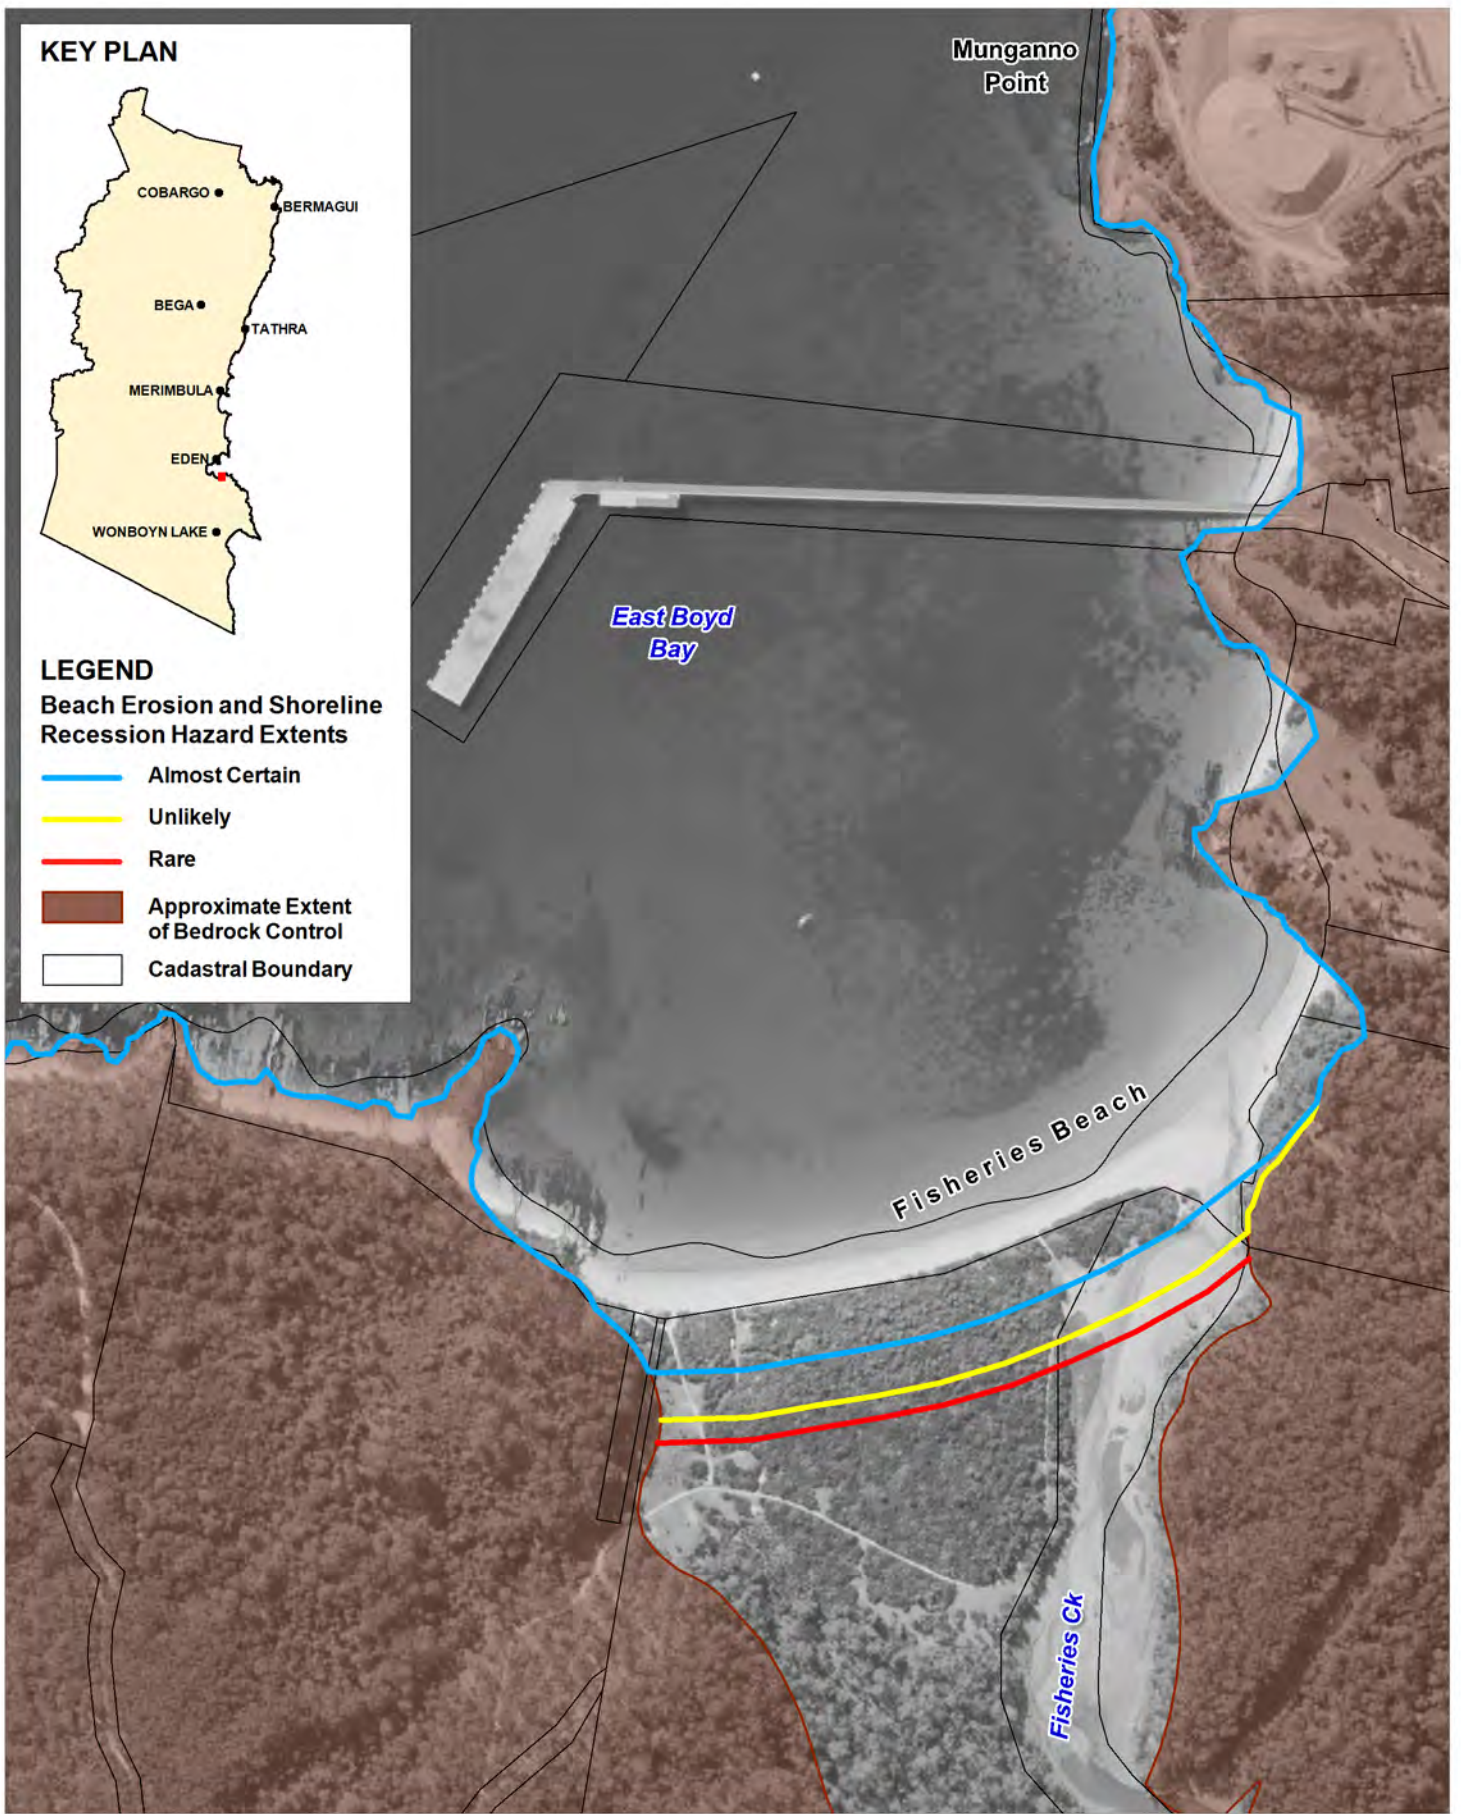 KEY PLAN
COBARGO
BERMAGUI
BEGA
TATHRA
MERIMBULA
EDEN
WONBOYN LAKE
LEGEND
Beach Erosion and Shoreline
Recession Hazard Extents
Almost Certain
Unlikely
Rare
Approximate Extent
of Bedrock Control
Cadastral Boundary
Munganno
Point
East Boyd
Bay
Fisheries Beach
Fisheries Ck